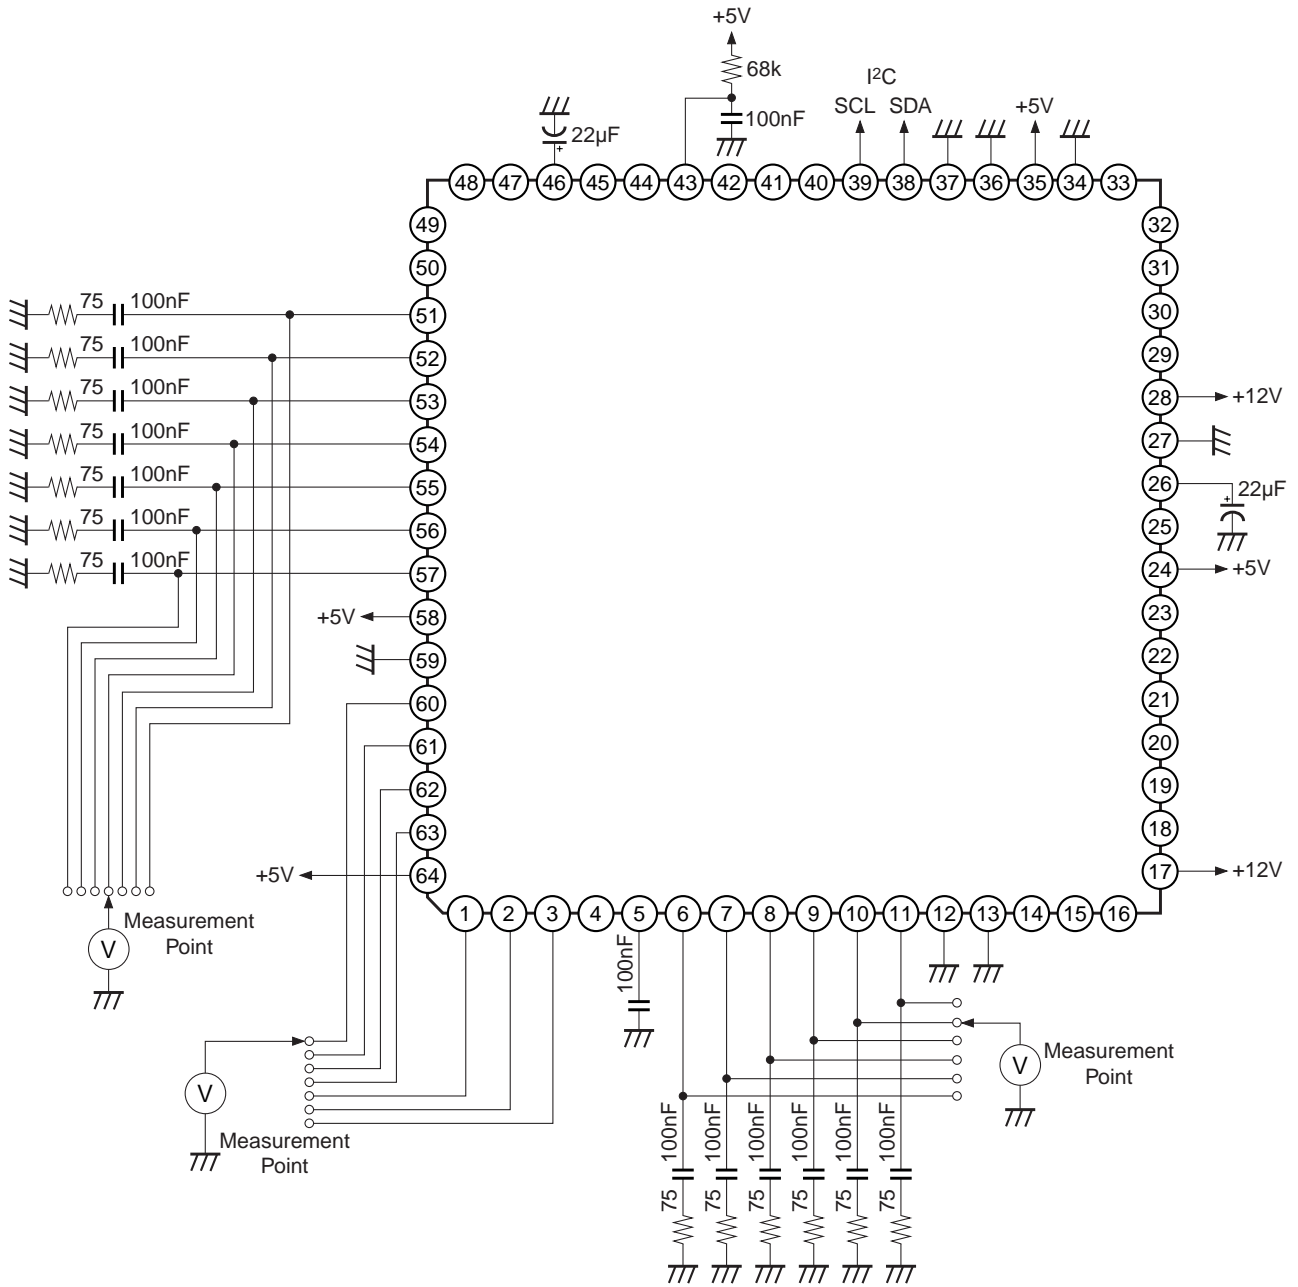 +5V
68k
I²C
SCL SDA +5V
22µF 100nF
+
48 47 46 45 44 43 42 41 40 39 38 37 36 35 34 33
49 32
50 31
75 100nF 51 30
75 100nF 52 29
75 100nF 53 28 +12V
75 100nF 54 27
75 100nF 55 26 + 22µF
75 100nF 56 25
75 100nF 57 24 +5V
+5V 58 23
59 22
60 21
61 20
62 19
63 18
+5V 64 17 +12V
1 2 3 4 5 6 7 8 9 10 11 12 13 14 15 16
Measurement
Point
V
100nF
V
Measurement
Point
V
Measurement
Point
100nF 100nF 100nF 100nF 100nF 100nF
75 75 75 75 75 75